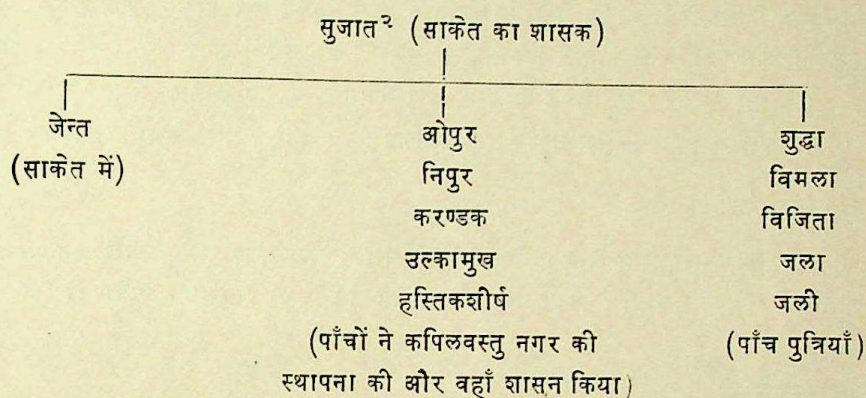 सुजात² (साकेत का शासक)
जेन्त
(साकेत में)
ओपुर
निपुर
करण्डक
उल्कामुख
हस्तिकशीर्ष
(पाँचों ने कपिलवस्तु नगर की
स्थापना की और वहाँ शासन किया)
शुद्धा
विमला
विजिता
जला
जली
(पाँच पुत्रियाँ)